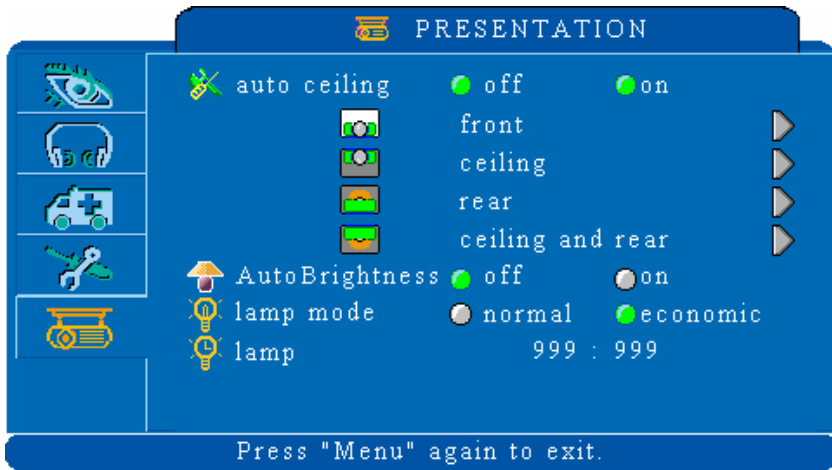 PRESENTATION
auto ceiling off on
front
ceiling
rear
ceiling and rear
AutoBrightness off on
lamp mode normal economic
lamp 999 : 999
Press "Menu" again to exit.